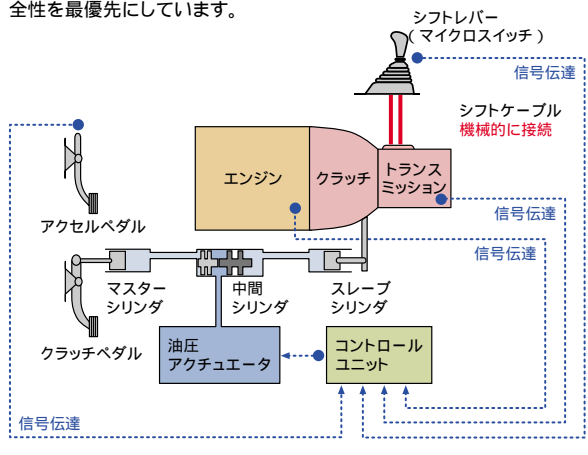 全性を最優先にしています。
シフトレバー
(マイクロスイッチ)
信号伝達
シフトケーブル
機械的に接続
エンジン
クラッチ
トランス
ミッション
信号伝達
アクセルペダル
信号伝達
マスター
シリンダ
中間
シリンダ
スレーブ
シリンダ
クラッチペダル
油圧
アクチュエータ
コントロール
ユニット
信号伝達